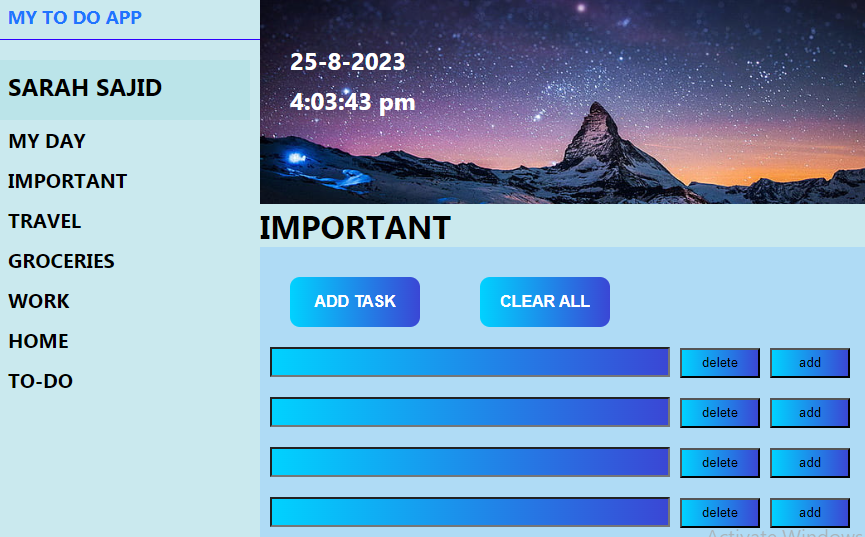 MY TO DO APP
SARAH SAJID
MY DAY
IMPORTANT
TRAVEL
GROCERIES
WORK
HOME
TO-DO
25-8-2023
4:03:43 pm
IMPORTANT
ADD TASK CLEAR ALL
delete add
delete add
delete add
delete add
Activate Windows